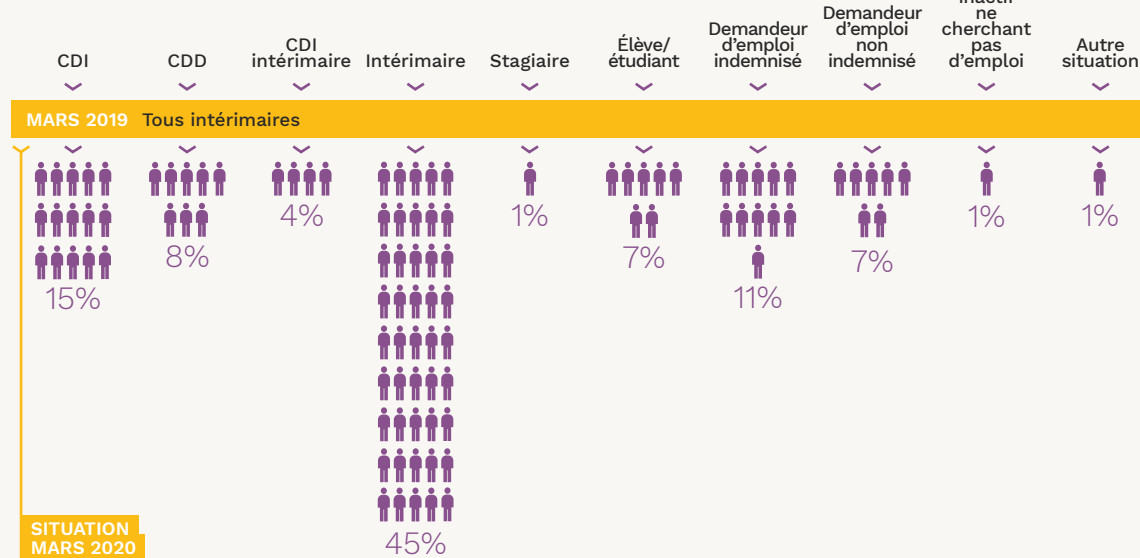 CDI
CDD
CDI
intérimaire
Intérimaire
Stagiaire
Élève/
étudiant
Demandeur
d'emploi
indemnisé
Demandeur
d'emploi
non
indemnisé
ne
cherchant
pas
d'emploi
Autre
situation
MARS 2019 Tous intérimaires
15%
8%
4%
45%
1%
7%
11%
7%
1%
1%
SITUATION
MARS 2020